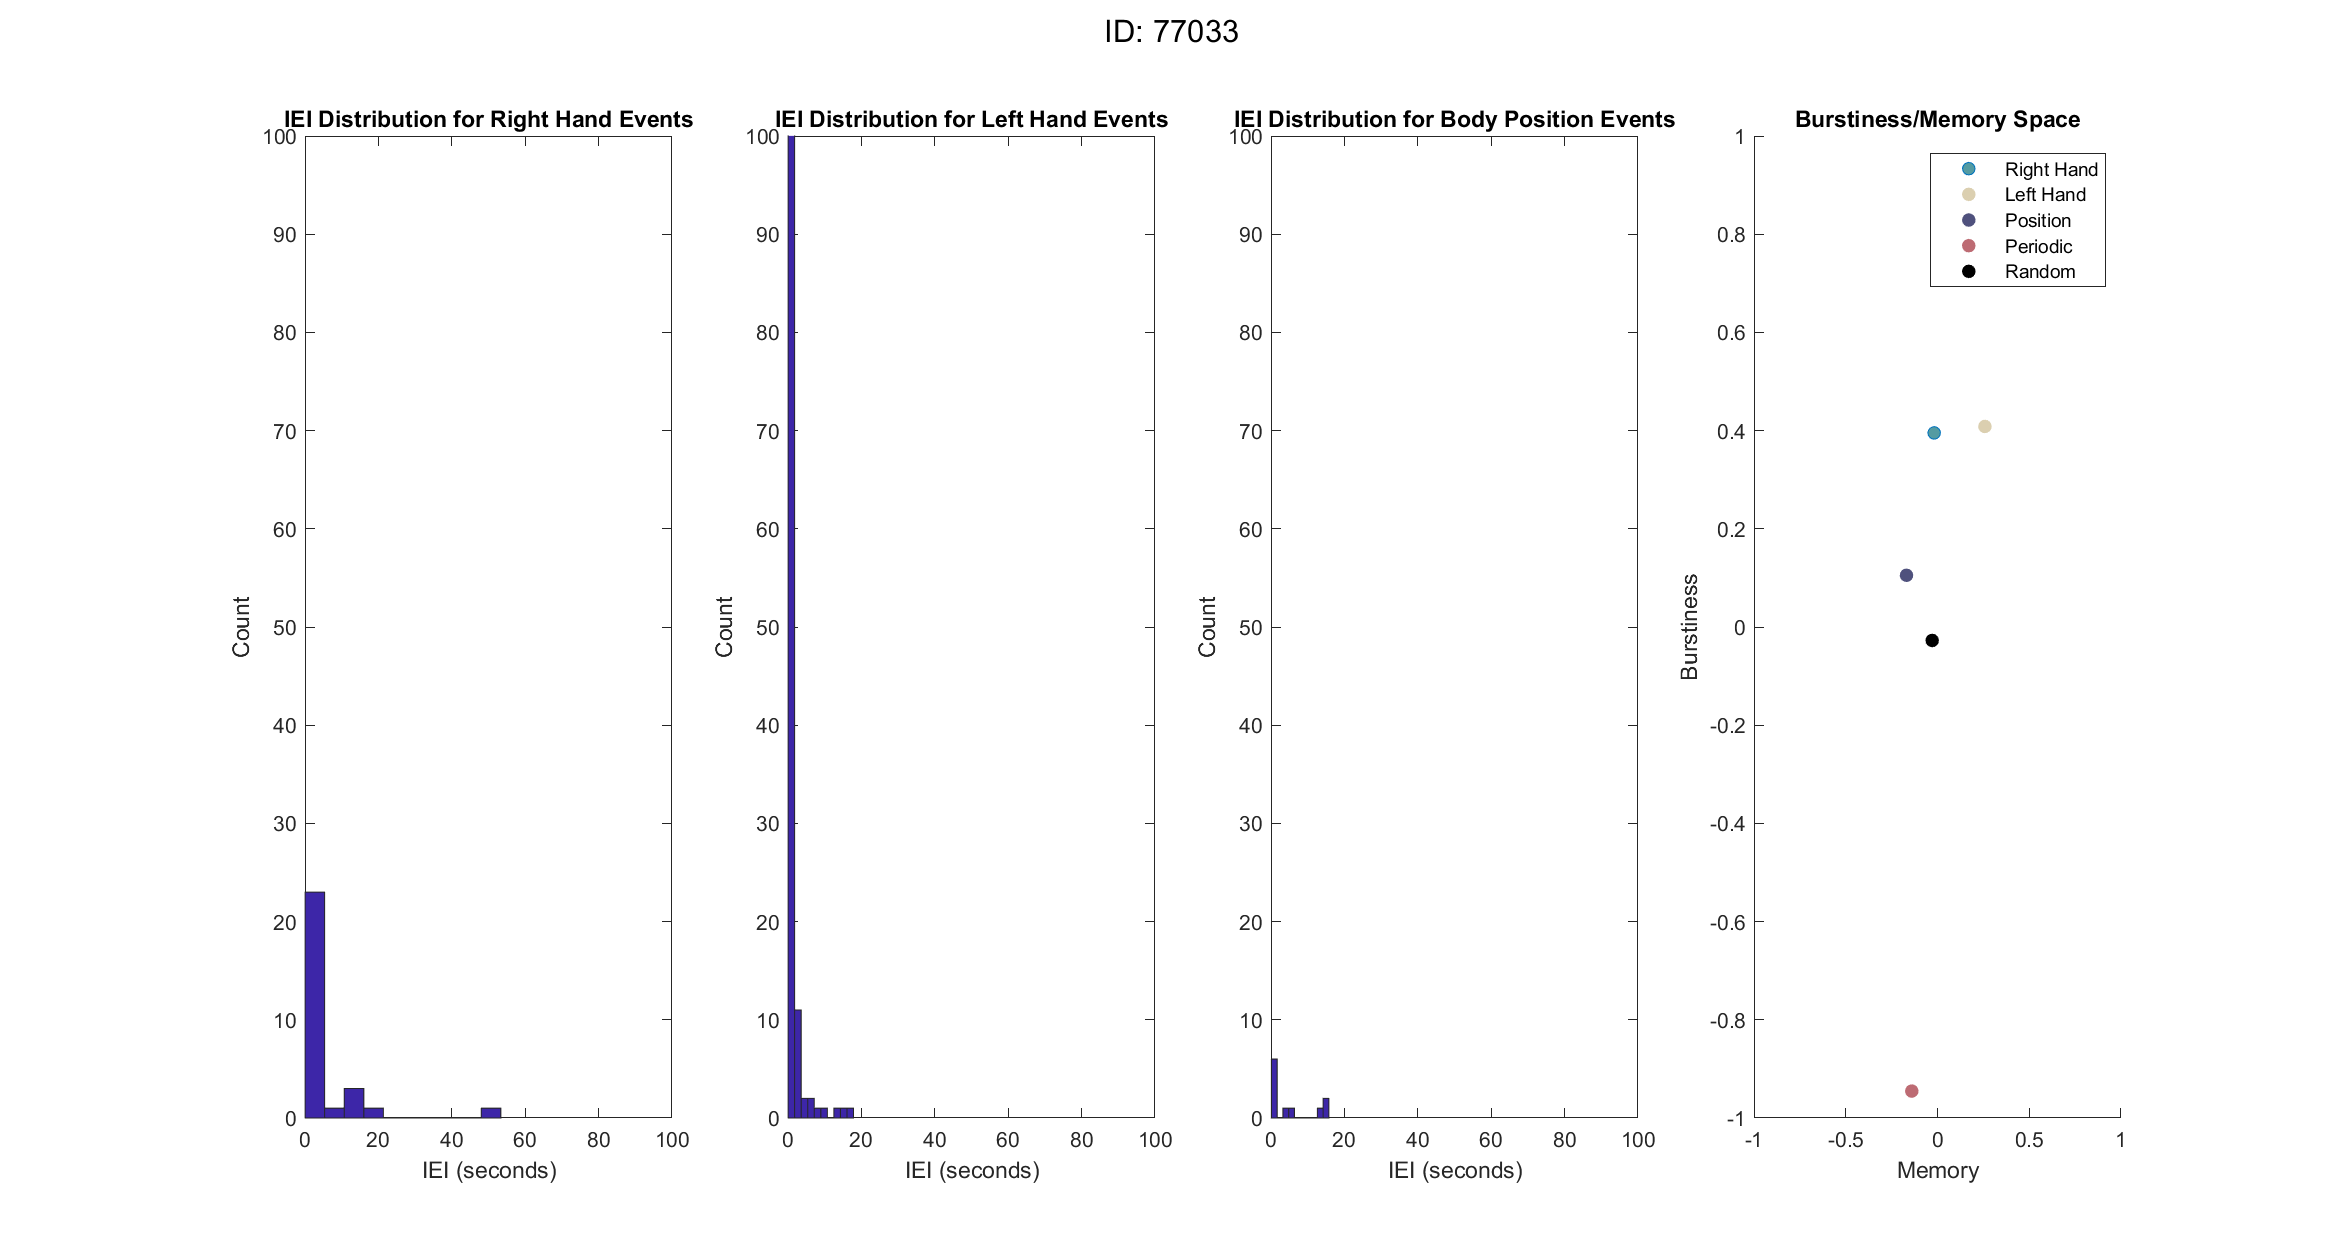 ID: 77033
IEI Distribution for Right Hand Events
100
90
80
70
60
50
40
30
20
10
0
Count
0 20 40 60 80 100
IEI (seconds)
IEI Distribution for Left Hand Events
100
90
80
70
60
50
40
30
20
10
0
Count
0 20 40 60 80 100
IEI (seconds)
IEI Distribution for Body Position Events
100
90
80
70
60
50
40
30
20
10
0
Count
0 20 40 60 80 100
IEI (seconds)
Burstiness/Memory Space
Right Hand
Left Hand
Position
Periodic
Random
1
0.8
0.6
0.4
0.2
0
-0.2
-0.4
-0.6
-0.8
-1
Burstiness
-1 -0.5 0 0.5 1
Memory